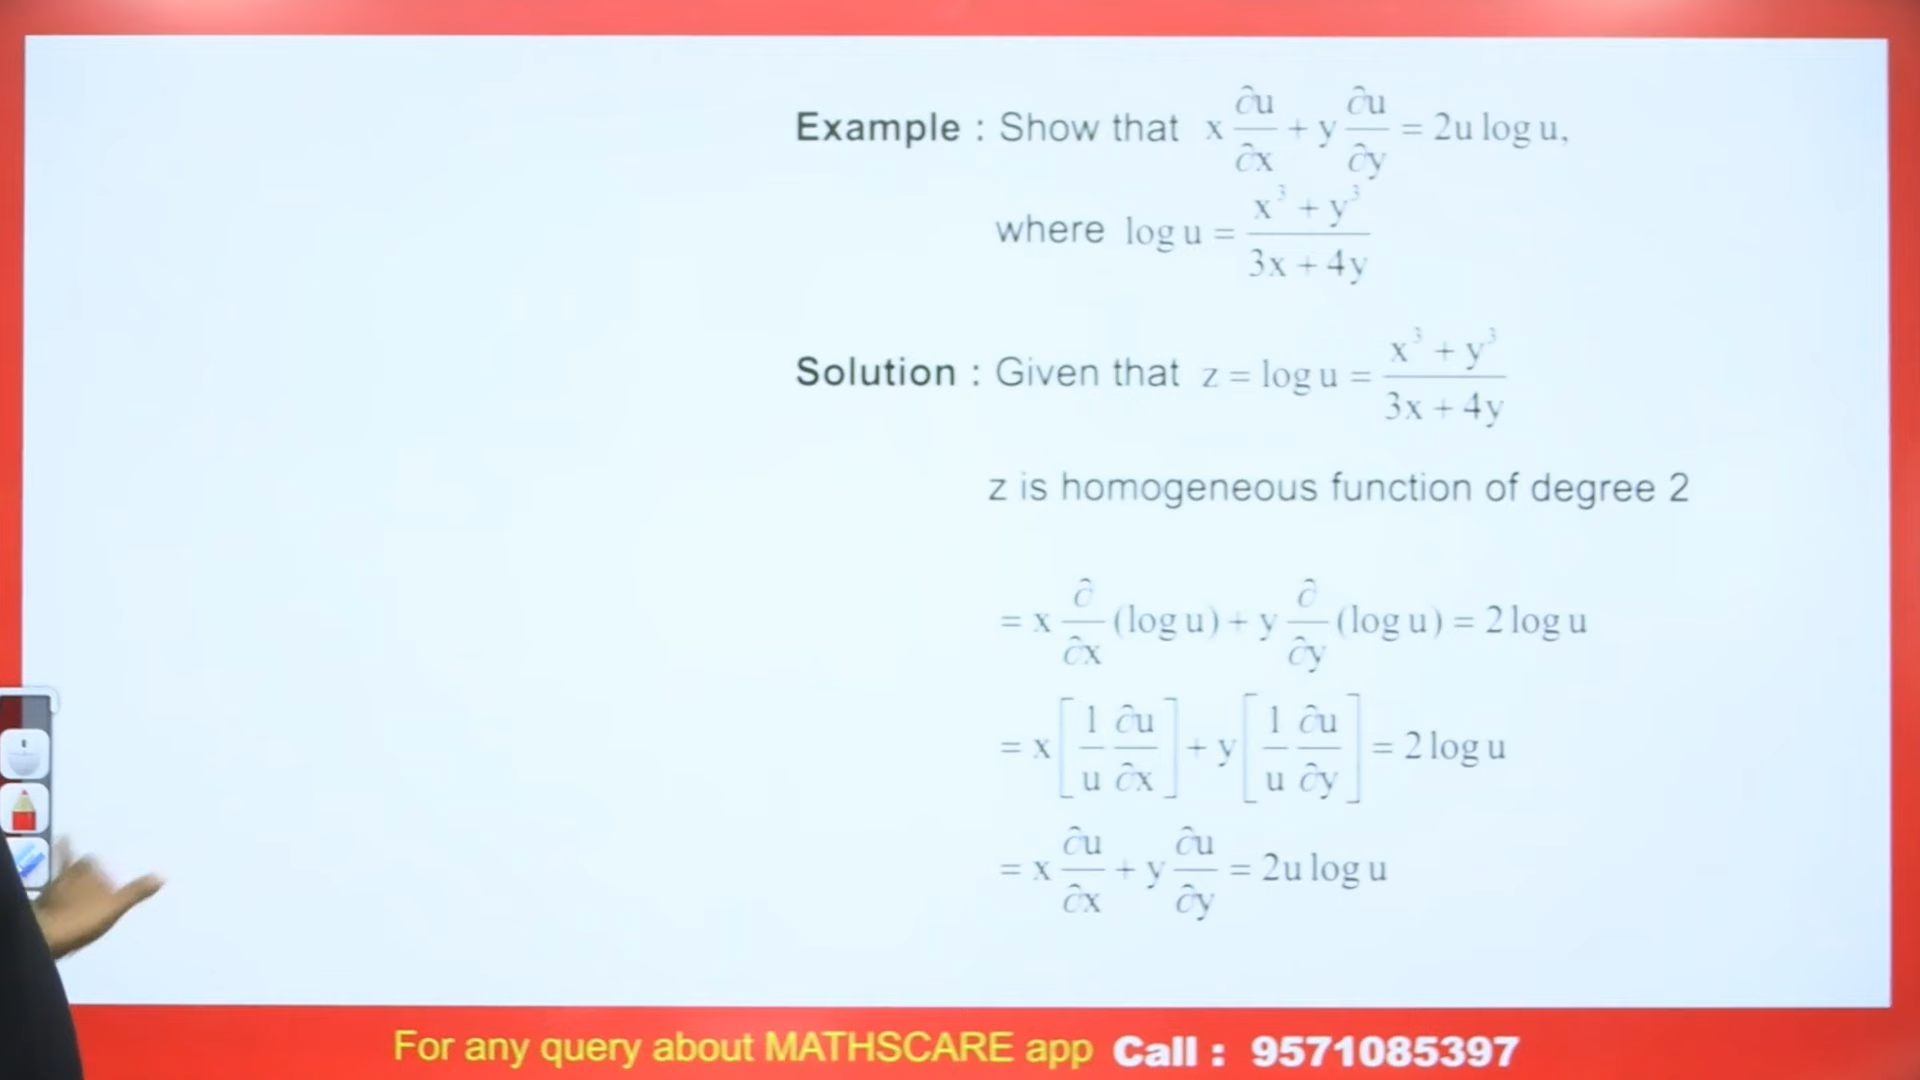 Example : Show that x ∂u/∂x + y ∂u/∂y = 2u log u,
where log u = (x³ + y³)/(3x + 4y)
Solution : Given that z = log u = (x³ + y³)/(3x + 4y)
z is homogeneous function of degree 2
= x ∂/∂x (log u) + y ∂/∂y (log u) = 2 log u
= x [1/u ∂u/∂x] + y [1/u ∂u/∂y] = 2 log u
= x ∂u/∂x + y ∂u/∂y = 2u log u
For any query about MATHSCARE app Call : 9571085397